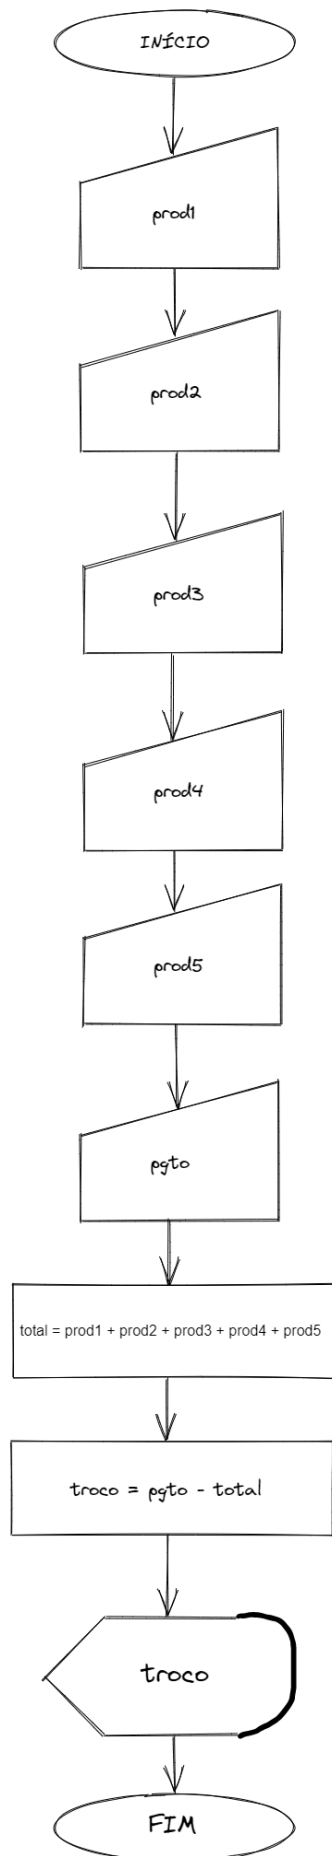 INÍCIO
prod1
prod2
prod3
prod4
prod5
pgto
total = prod1 + prod2 + prod3 + prod4 + prod5
troco = pgto - total
troco
FIM